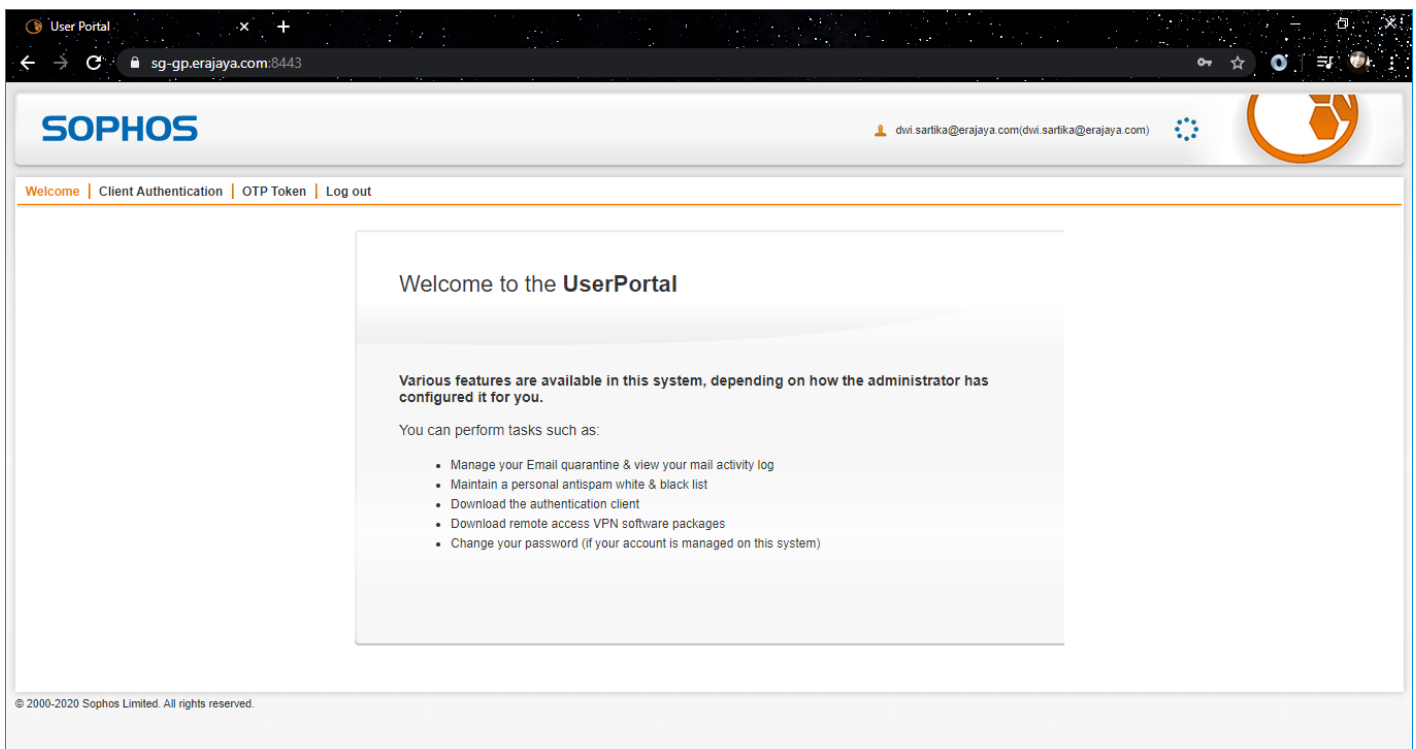 User Portal
sg-gp.erajaya.com:8443
SOPHOS
dwi.sartika@erajaya.com(dwi.sartika@erajaya.com)
Welcome | Client Authentication | OTP Token | Log out
Welcome to the UserPortal
Various features are available in this system, depending on how the administrator has
configured it for you.
You can perform tasks such as:
• Manage your Email quarantine & view your mail activity log
• Maintain a personal antispam white & black list
• Download the authentication client
• Download remote access VPN software packages
• Change your password (if your account is managed on this system)
© 2000-2020 Sophos Limited. All rights reserved.